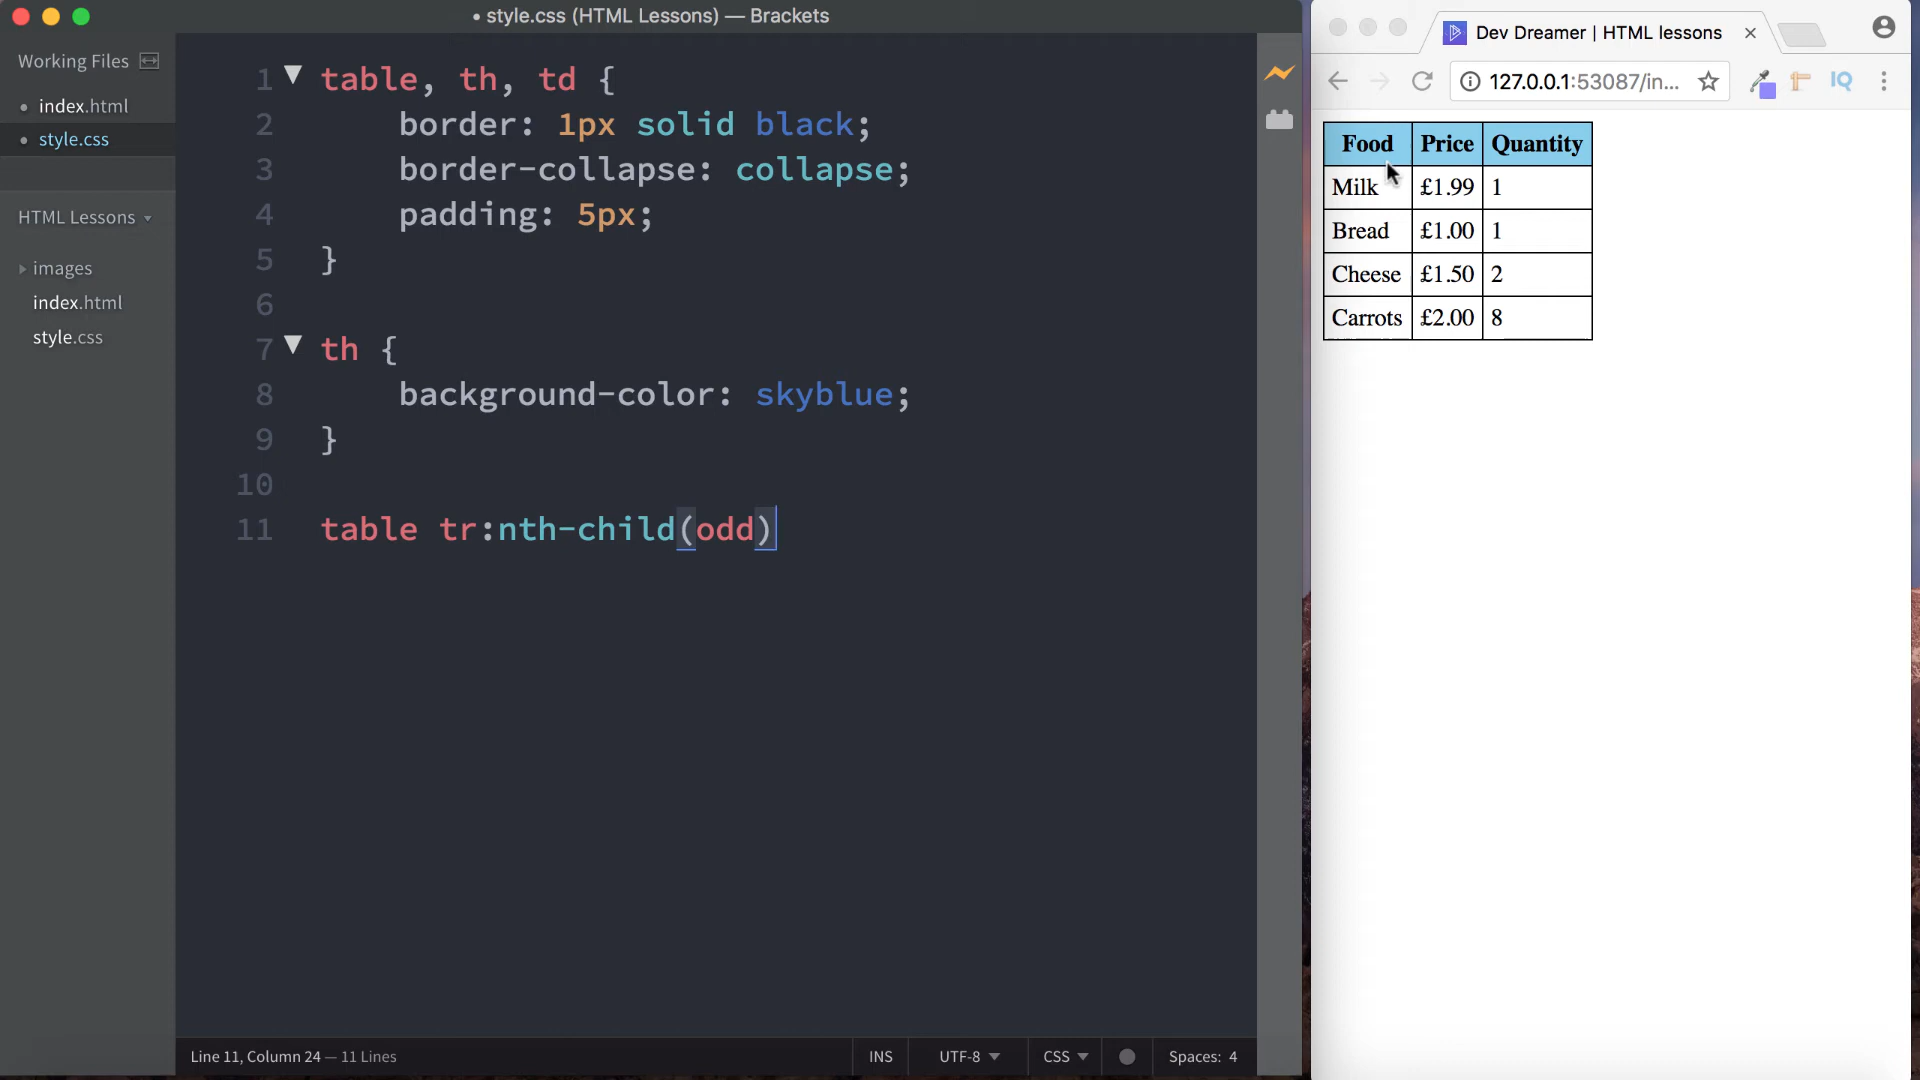 • style.css (HTML Lessons) — Brackets
Working Files
• index.html
• style.css
HTML Lessons
images
index.html
style.css
1 table, th, td {
2 border: 1px solid black;
3 border-collapse: collapse;
4 padding: 5px;
5 }
6
7 th {
8 background-color: skyblue;
9 }
10
11 table tr:nth-child(odd)
Line 11, Column 24 — 11 Lines
INS UTF-8 CSS Spaces: 4
Dev Dreamer | HTML lessons
127.0.0.1:53087/in...
IQ
Food Price Quantity
Milk £1.99 1
Bread £1.00 1
Cheese £1.50 2
Carrots £2.00 8